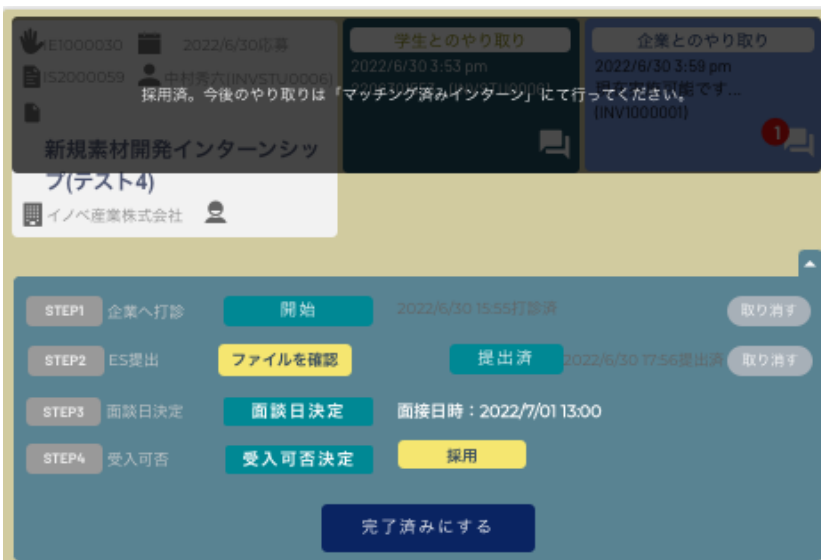 E1000030 2022/6/30応募
IS2000059 中村秀六(INVSTU0006)
新規素材開発インターンシッ
プ(テスト4)
イノベ産業株式会社
学生とのやり取り
2022/6/30 3:53 pm
企業とのやり取り
2022/6/30 3:59 pm
(INV1000001)
1
採用済。今後のやり取りは「マッチング済みインターン」にて行ってください。
STEP1 企業へ打診 開始 2022/6/30 15:55打診済 取り消す
STEP2 ES提出 ファイルを確認 提出済 2022/6/30 17:56提出済 取り消す
STEP3 面談日決定 面談日決定 面接日時：2022/7/01 13:00
STEP4 受入可否 受入可否決定 採用
完了済みにする